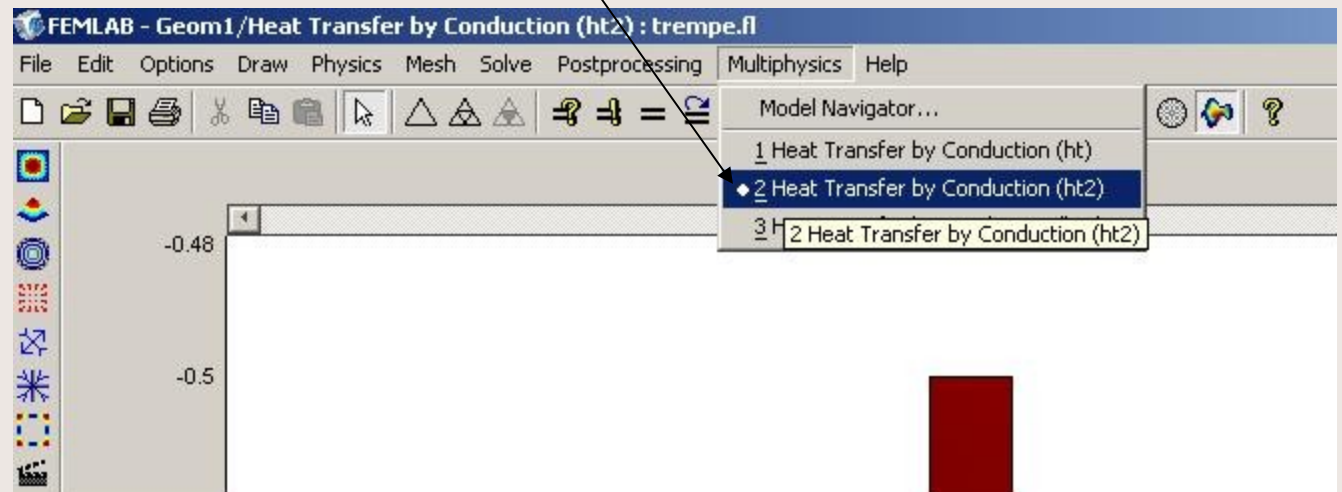 FEMLAB - Geom1/Heat Transfer by Conduction (ht2) : trempe.fl
File Edit Options Draw Physics Mesh Solve Postprocessing Multiphysics Help
Model Navigator...
1 Heat Transfer by Conduction (ht)
2 Heat Transfer by Conduction (ht2)
3 H
2 Heat Transfer by Conduction (ht2)
-0.48
-0.5